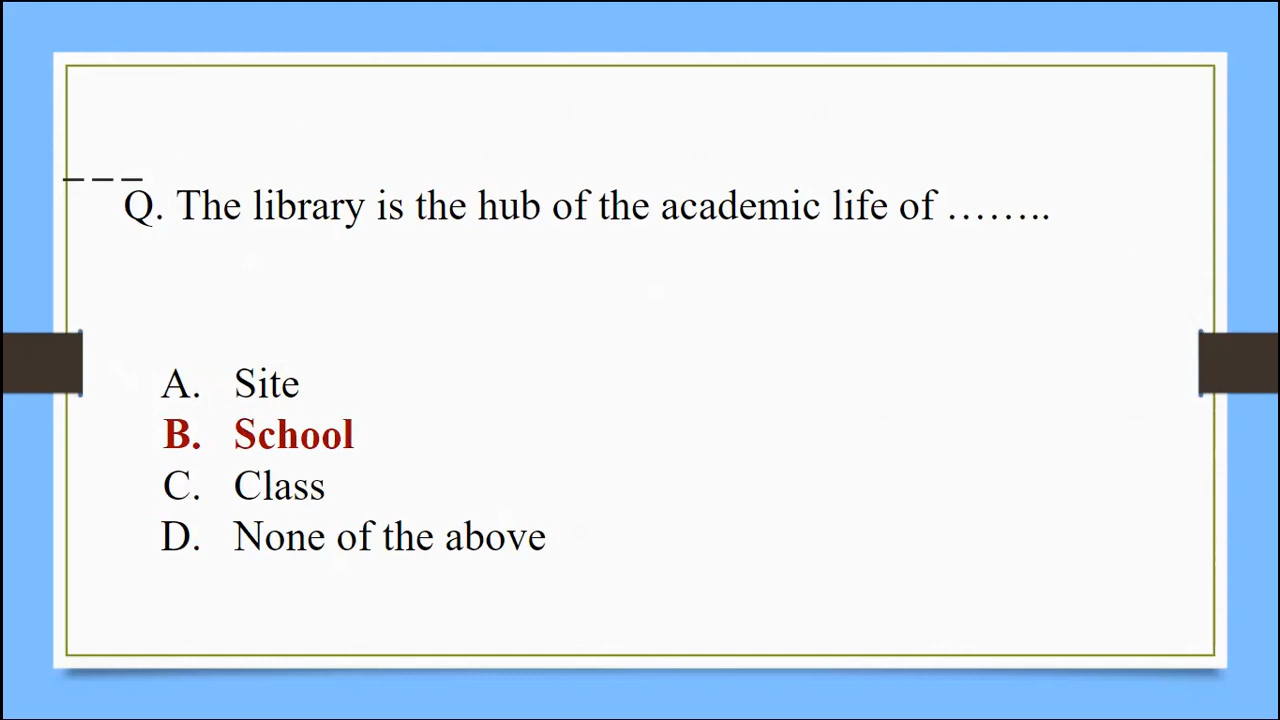 Q. The library is the hub of the academic life of ……..
A. Site
B. School
C. Class
D. None of the above